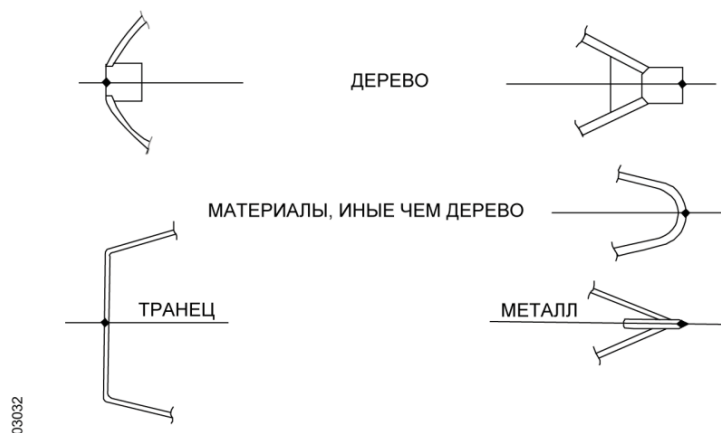 ДЕРЕВО
МАТЕРИАЛЫ, ИНЫЕ ЧЕМ ДЕРЕВО
ТРАНЕЦ
МЕТАЛЛ
03032